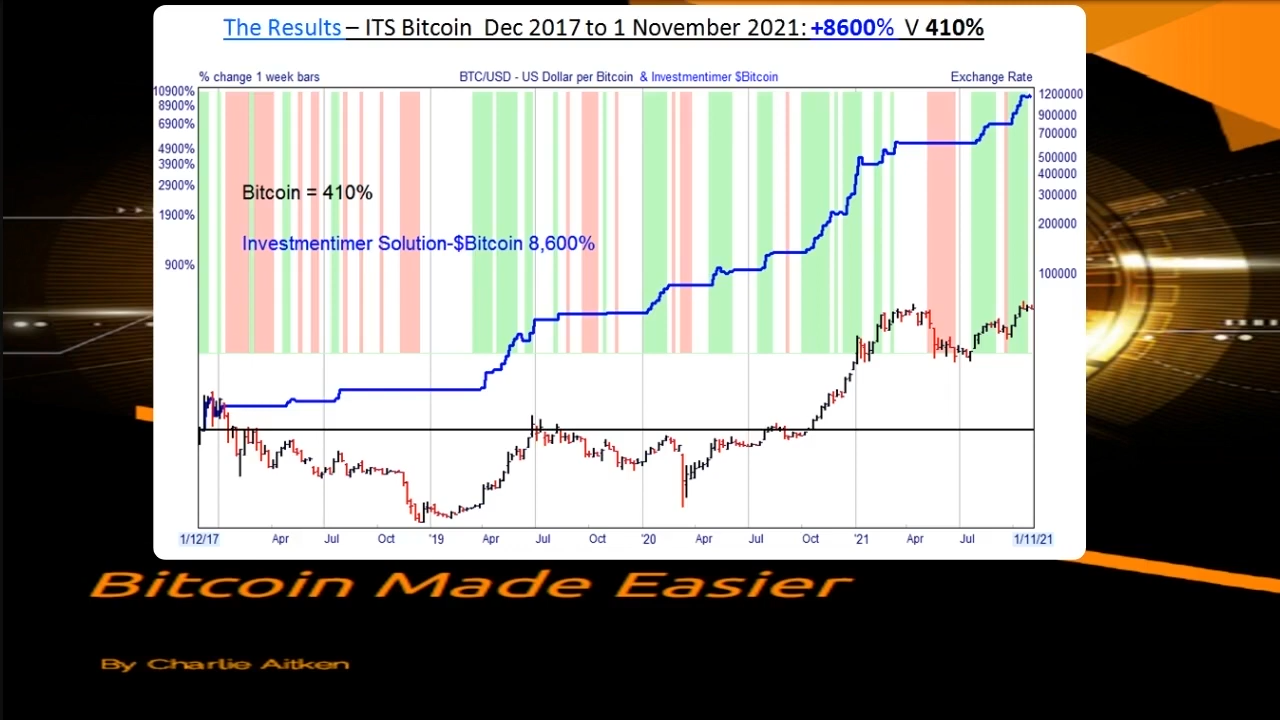 The Results – ITS Bitcoin Dec 2017 to 1 November 2021: +8600% V 410%
% change 1 week bars BTC/USD - US Dollar per Bitcoin & Investmentimer $Bitcoin Exchange Rate
10900% 1200000
8900% 900000
6900% 700000
4900% 500000
3900% 400000
2900% 300000
1900% 200000
900% 100000
Bitcoin = 410%
Investmentimer Solution-$Bitcoin 8,600%
1/12/17 Apr Jul Oct '19 Apr Jul Oct '20 Apr Jul Oct '21 Apr Jul 1/11/21
Bitcoin Made Easier
By Charlie Aitken